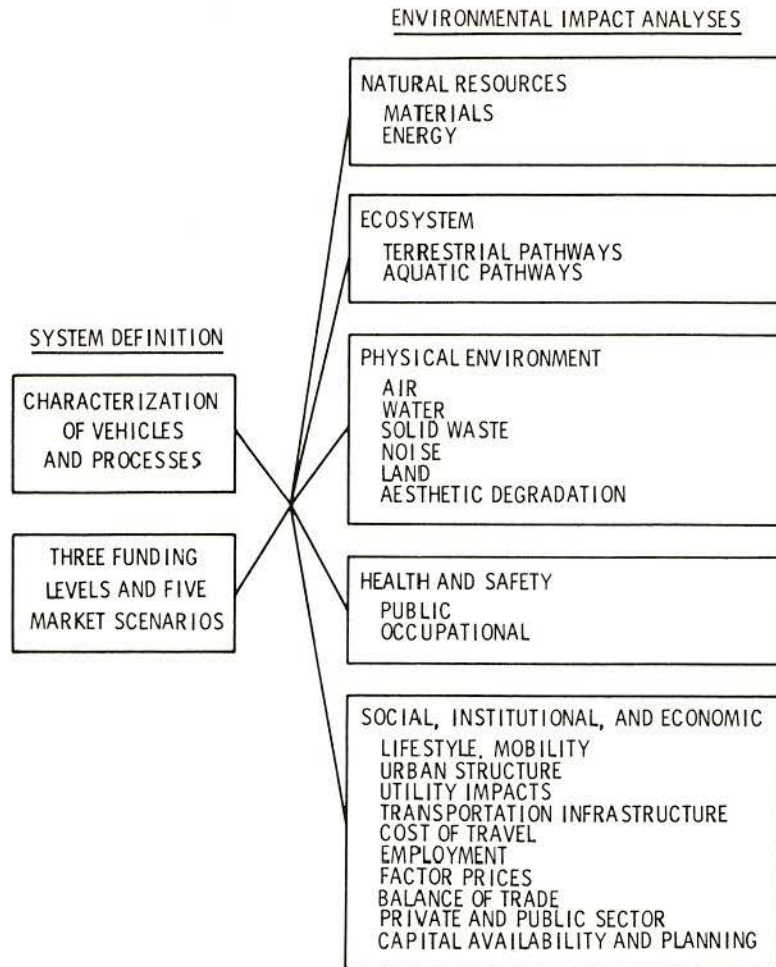 ENVIRONMENTAL IMPACT ANALYSES
NATURAL RESOURCES
MATERIALS
ENERGY
ECOSYSTEM
TERRESTRIAL PATHWAYS
AQUATIC PATHWAYS
SYSTEM DEFINITION
CHARACTERIZATION
OF VEHICLES
AND PROCESSES
THREE FUNDING
LEVELS AND FIVE
MARKET SCENARIOS
PHYSICAL ENVIRONMENT
AIR
WATER
SOLID WASTE
NOISE
LAND
AESTHETIC DEGRADATION
HEALTH AND SAFETY
PUBLIC
OCCUPATIONAL
SOCIAL, INSTITUTIONAL, AND ECONOMIC
LIFESTYLE, MOBILITY
URBAN STRUCTURE
UTILITY IMPACTS
TRANSPORTATION INFRASTRUCTURE
COST OF TRAVEL
EMPLOYMENT
FACTOR PRICES
BALANCE OF TRADE
PRIVATE AND PUBLIC SECTOR
CAPITAL AVAILABILITY AND PLANNING